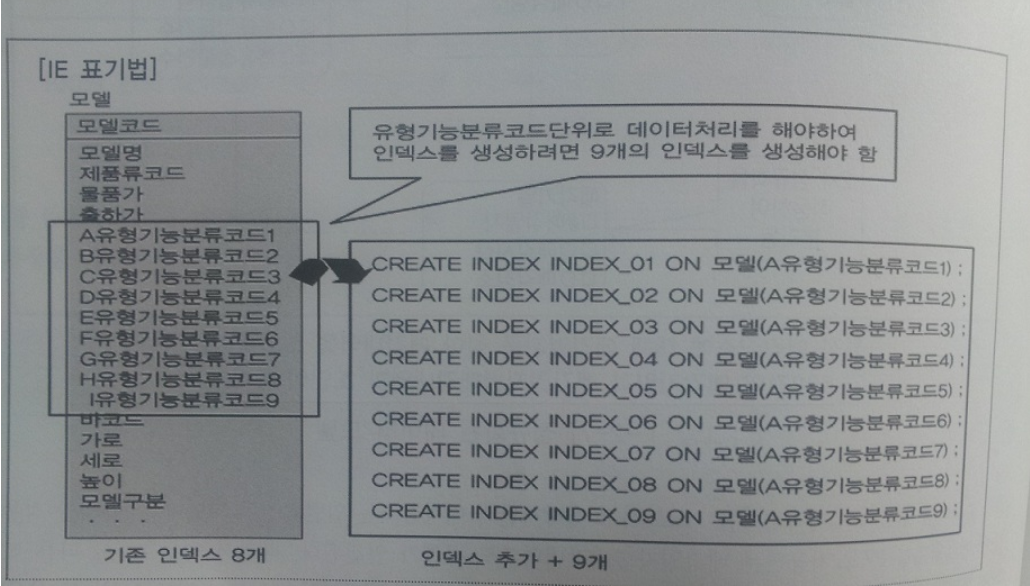 [IE 표기법]
모델
모델코드
모델명
제품류코드
물품가
출하가
A유형기능분류코드1
B유형기능분류코드2
C유형기능분류코드3
D유형기능분류코드4
E유형기능분류코드5
F유형기능분류코드6
G유형기능분류코드7
H유형기능분류코드8
I유형기능분류코드9
바코드
가로
세로
높이
모델구분
. . .
기존 인덱스 8개
유형기능분류코드단위로 데이터처리를 해야하여
인덱스를 생성하려면 9개의 인덱스를 생성해야 함
CREATE INDEX INDEX_01 ON 모델(A유형기능분류코드1) ;
CREATE INDEX INDEX_02 ON 모델(A유형기능분류코드2) ;
CREATE INDEX INDEX_03 ON 모델(A유형기능분류코드3) ;
CREATE INDEX INDEX_04 ON 모델(A유형기능분류코드4) ;
CREATE INDEX INDEX_05 ON 모델(A유형기능분류코드5) ;
CREATE INDEX INDEX_06 ON 모델(A유형기능분류코드6) ;
CREATE INDEX INDEX_07 ON 모델(A유형기능분류코드7) ;
CREATE INDEX INDEX_08 ON 모델(A유형기능분류코드8) ;
CREATE INDEX INDEX_09 ON 모델(A유형기능분류코드9) ;
인덱스 추가 + 9개